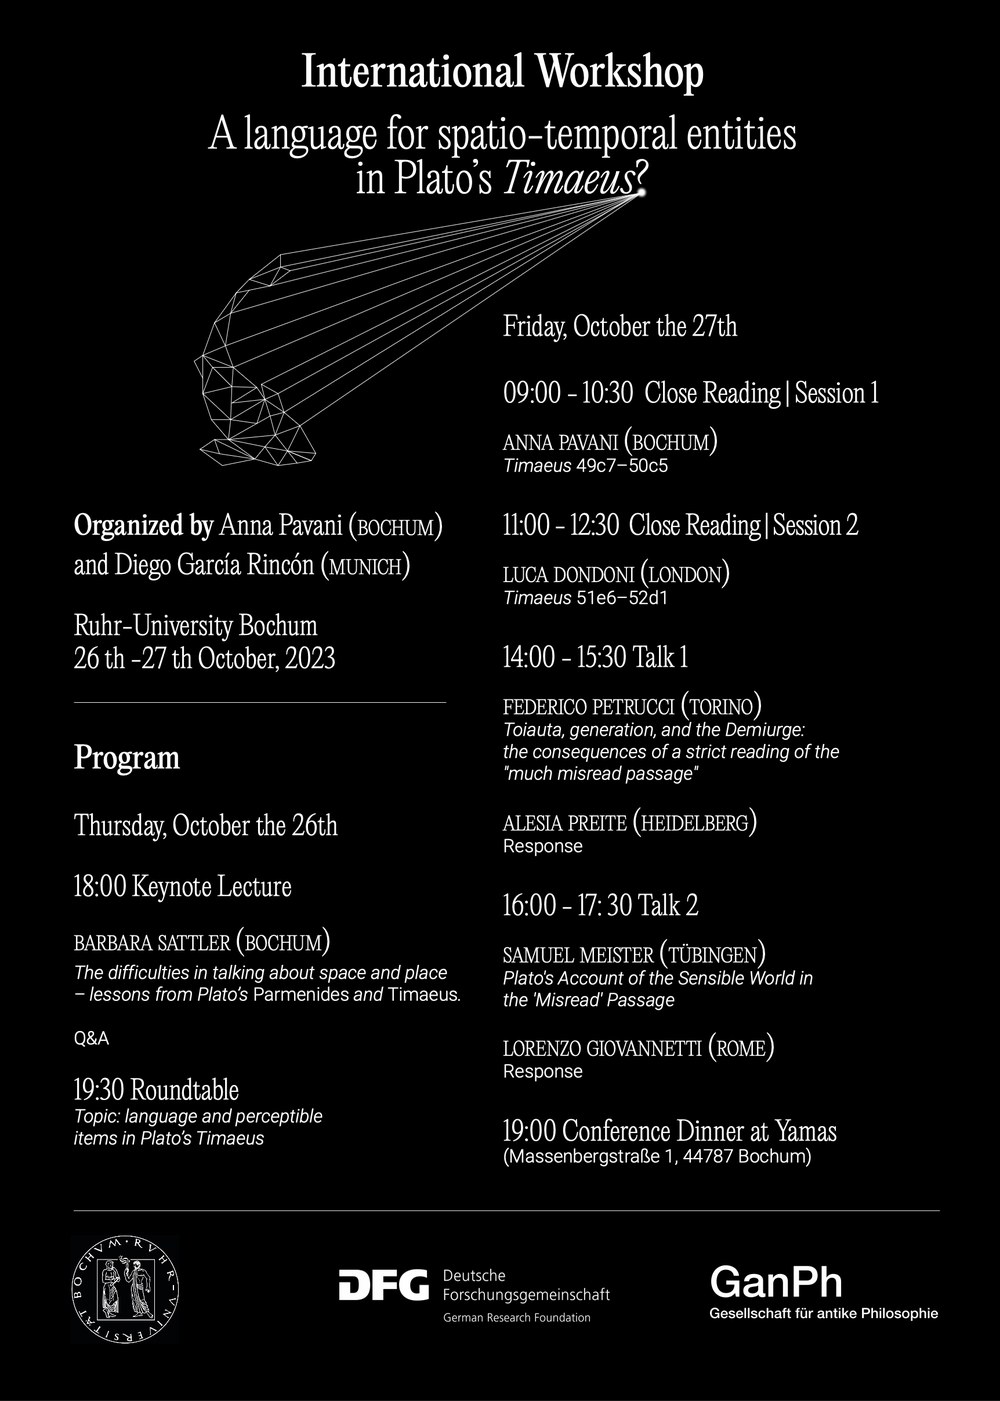 International Workshop
A language for spatio-temporal entities
in Plato's Timaeus?
Organized by Anna Pavani (BOCHUM)
and Diego García Rincón (MUNICH)
Ruhr-University Bochum
26 th -27 th October, 2023
Program
Thursday, October the 26th
18:00 Keynote Lecture
BARBARA SATTLER (BOCHUM)
The difficulties in talking about space and place
– lessons from Plato's Parmenides and Timaeus.
Q&A
19:30 Roundtable
Topic: language and perceptible
items in Plato's Timaeus
Friday, October the 27th
09:00 - 10:30 Close Reading | Session 1
ANNA PAVANI (BOCHUM)
Timaeus 49c7–50c5
11:00 - 12:30 Close Reading | Session 2
LUCA DONDONI (LONDON)
Timaeus 51e6–52d1
14:00 - 15:30 Talk 1
FEDERICO PETRUCCI (TORINO)
Toiauta, generation, and the Demiurge:
the consequences of a strict reading of the
"much misread passage"
ALESIA PREITE (HEIDELBERG)
Response
16:00 - 17: 30 Talk 2
SAMUEL MEISTER (TÜBINGEN)
Plato's Account of the Sensible World in
the 'Misread' Passage
LORENZO GIOVANNETTI (ROME)
Response
19:00 Conference Dinner at Yamas
(Massenbergstraße 1, 44787 Bochum)
RVHR-VNIVERSITÄT BOCHVM
DFG Deutsche
Forschungsgemeinschaft
German Research Foundation
GanPh
Gesellschaft für antike Philosophie